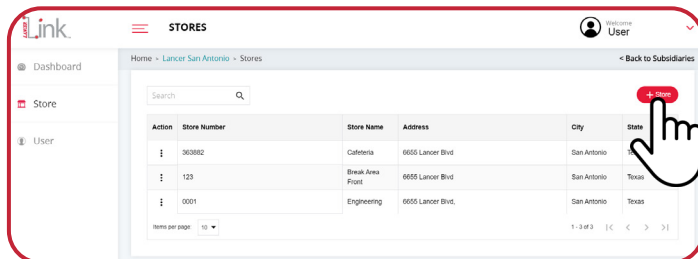 LANCER Link
STORES
Welcome
User
Home > Lancer San Antonio > Stores
< Back to Subsidiaries
Dashboard
Store
User
Search
+ Store
Action Store Number Store Name Address City State
363882 Cafeteria 6655 Lancer Blvd San Antonio
123 Break Area Front 6655 Lancer Blvd San Antonio Texas
0001 Engineering 6655 Lancer Blvd, San Antonio Texas
Items per page: 10 1 - 3 of 3 |< < > >|